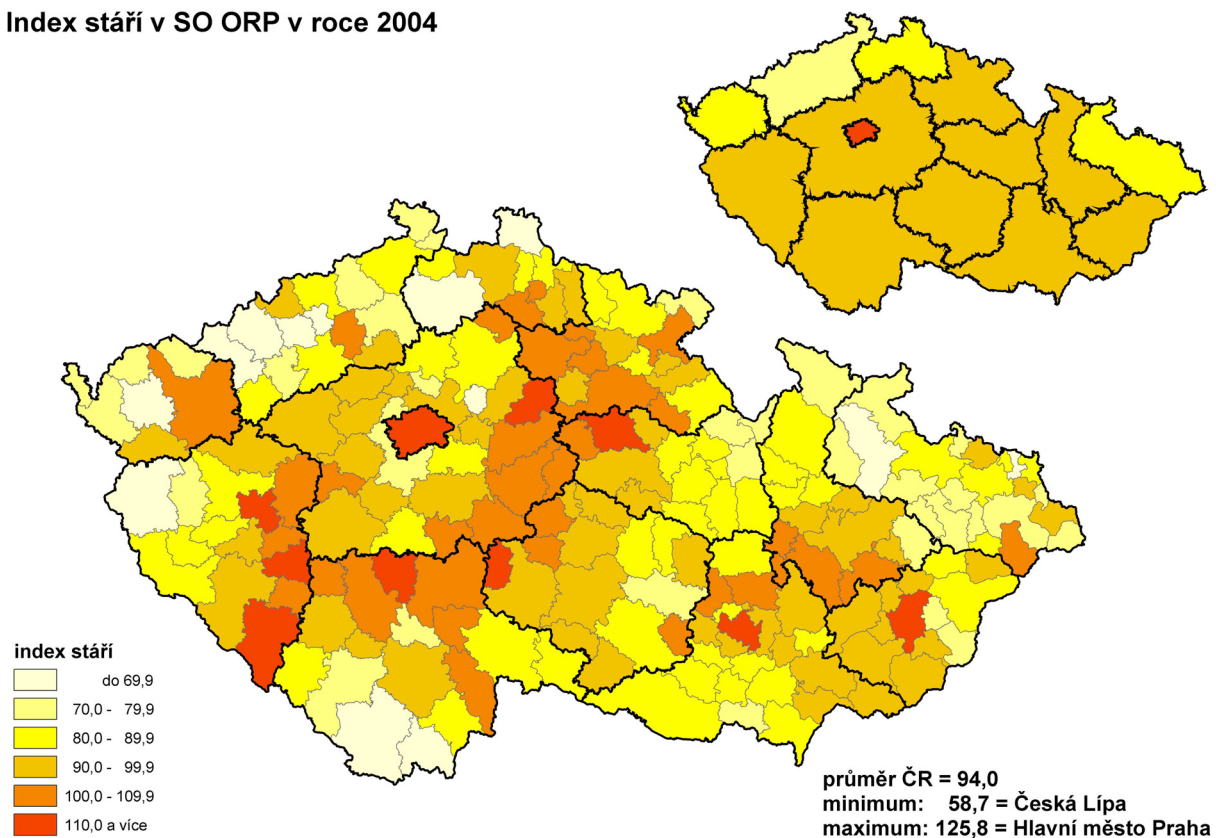 Index stáří v SO ORP v roce 2004
index stáří
do 69,9
70,0 - 79,9
80,0 - 89,9
90,0 - 99,9
100,0 - 109,9
110,0 a více
průměr ČR = 94,0
minimum: 58,7 = Česká Lípa
maximum: 125,8 = Hlavní město Praha